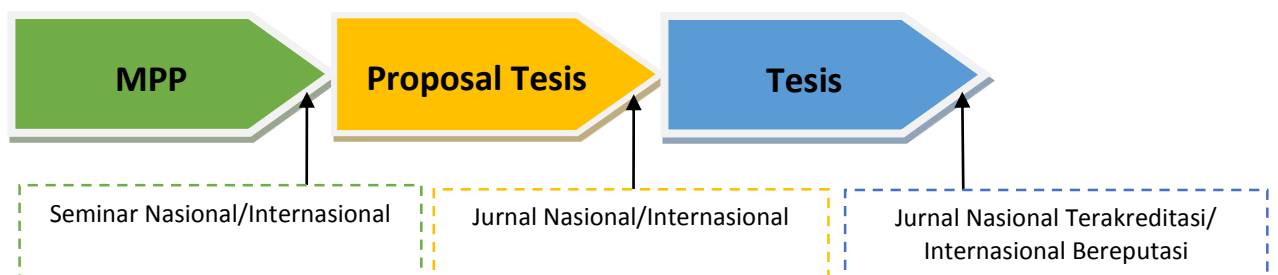 MPP
Proposal Tesis
Tesis
Seminar Nasional/Internasional
Jurnal Nasional/Internasional
Jurnal Nasional Terakreditasi/
Internasional Bereputasi